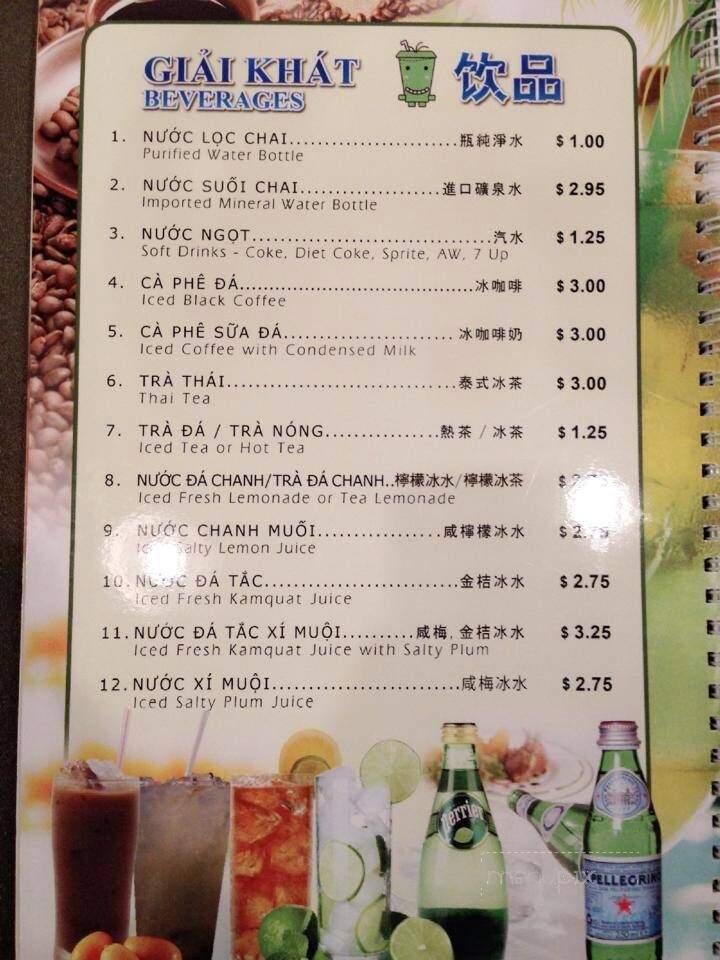 GIẢI KHÁT
BEVERAGES
饮品
1. NƯỚC LỌC CHAI........................瓶純淨水 $ 1.00
Purified Water Bottle
2. NƯỚC SUỐI CHAI....................進口礦泉水 $ 2.95
Imported Mineral Water Bottle
3. NƯỚC NGỌT..................................汽水 $ 1.25
Soft Drinks - Coke, Diet Coke, Sprite, AW, 7 Up
4. CÀ PHÊ ĐÁ.................................冰咖啡 $ 3.00
Iced Black Coffee
5. CÀ PHÊ SỮA ĐÁ........................冰咖啡奶 $ 3.00
Iced Coffee with Condensed Milk
6. TRÀ THÁI.................................泰式冰茶 $ 3.00
Thai Tea
7. TRÀ ĐÁ / TRÀ NÓNG................熱茶 / 冰茶 $ 1.25
Iced Tea or Hot Tea
8. NƯỚC ĐÁ CHANH/TRÀ ĐÁ CHANH..檸檬冰水/檸檬冰茶
Iced Fresh Lemonade or Tea Lemonade
9. NƯỚC CHANH MUỐI..................咸檸檬冰水 $ 2.75
Iced Salty Lemon Juice
10. NƯỚC ĐÁ TẮC............................金桔冰水 $ 2.75
Iced Fresh Kamquat Juice
11. NƯỚC ĐÁ TẮC XÍ MUỘI..........咸梅, 金桔冰水 $ 3.25
Iced Fresh Kamquat Juice with Salty Plum
12. NƯỚC XÍ MUỘI...........................咸梅冰水 $ 2.75
Iced Salty Plum Juice
Perrier
PELLEGRINO